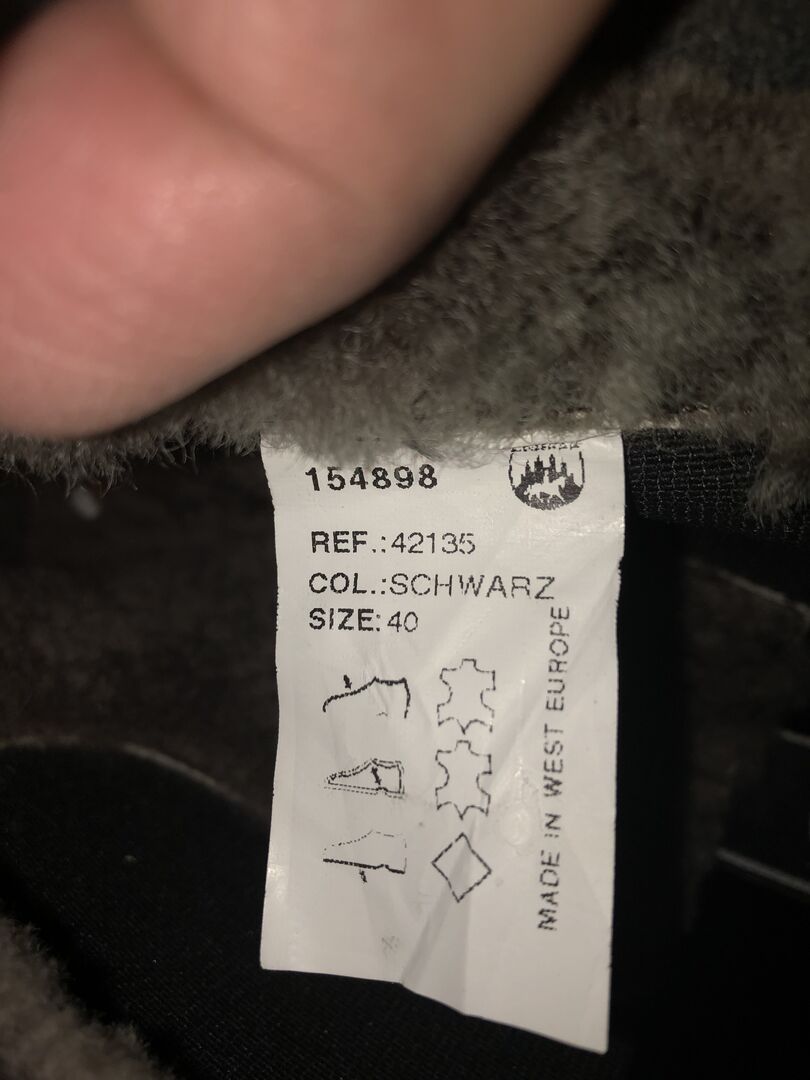 154898
REF.:42135
COL.:SCHWARZ
SIZE: 40
MADE IN WEST EUROPE